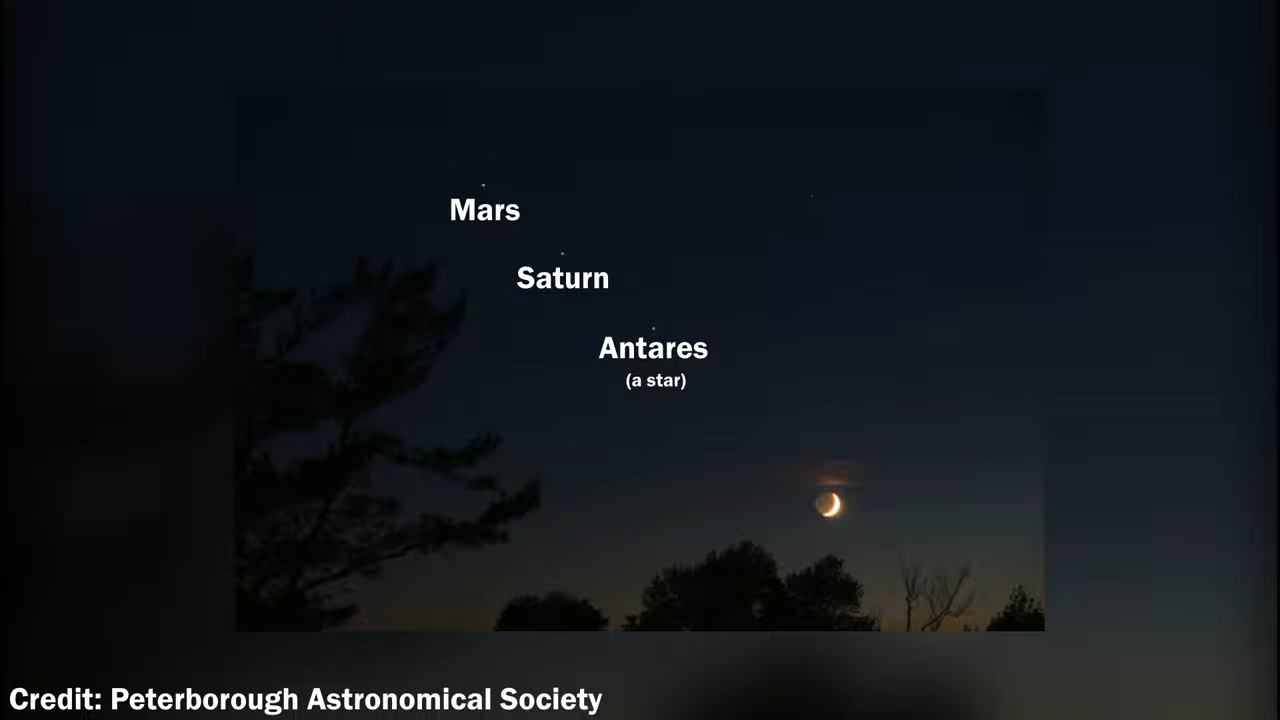 Mars
Saturn
Antares
(a star)
Credit: Peterborough Astronomical Society